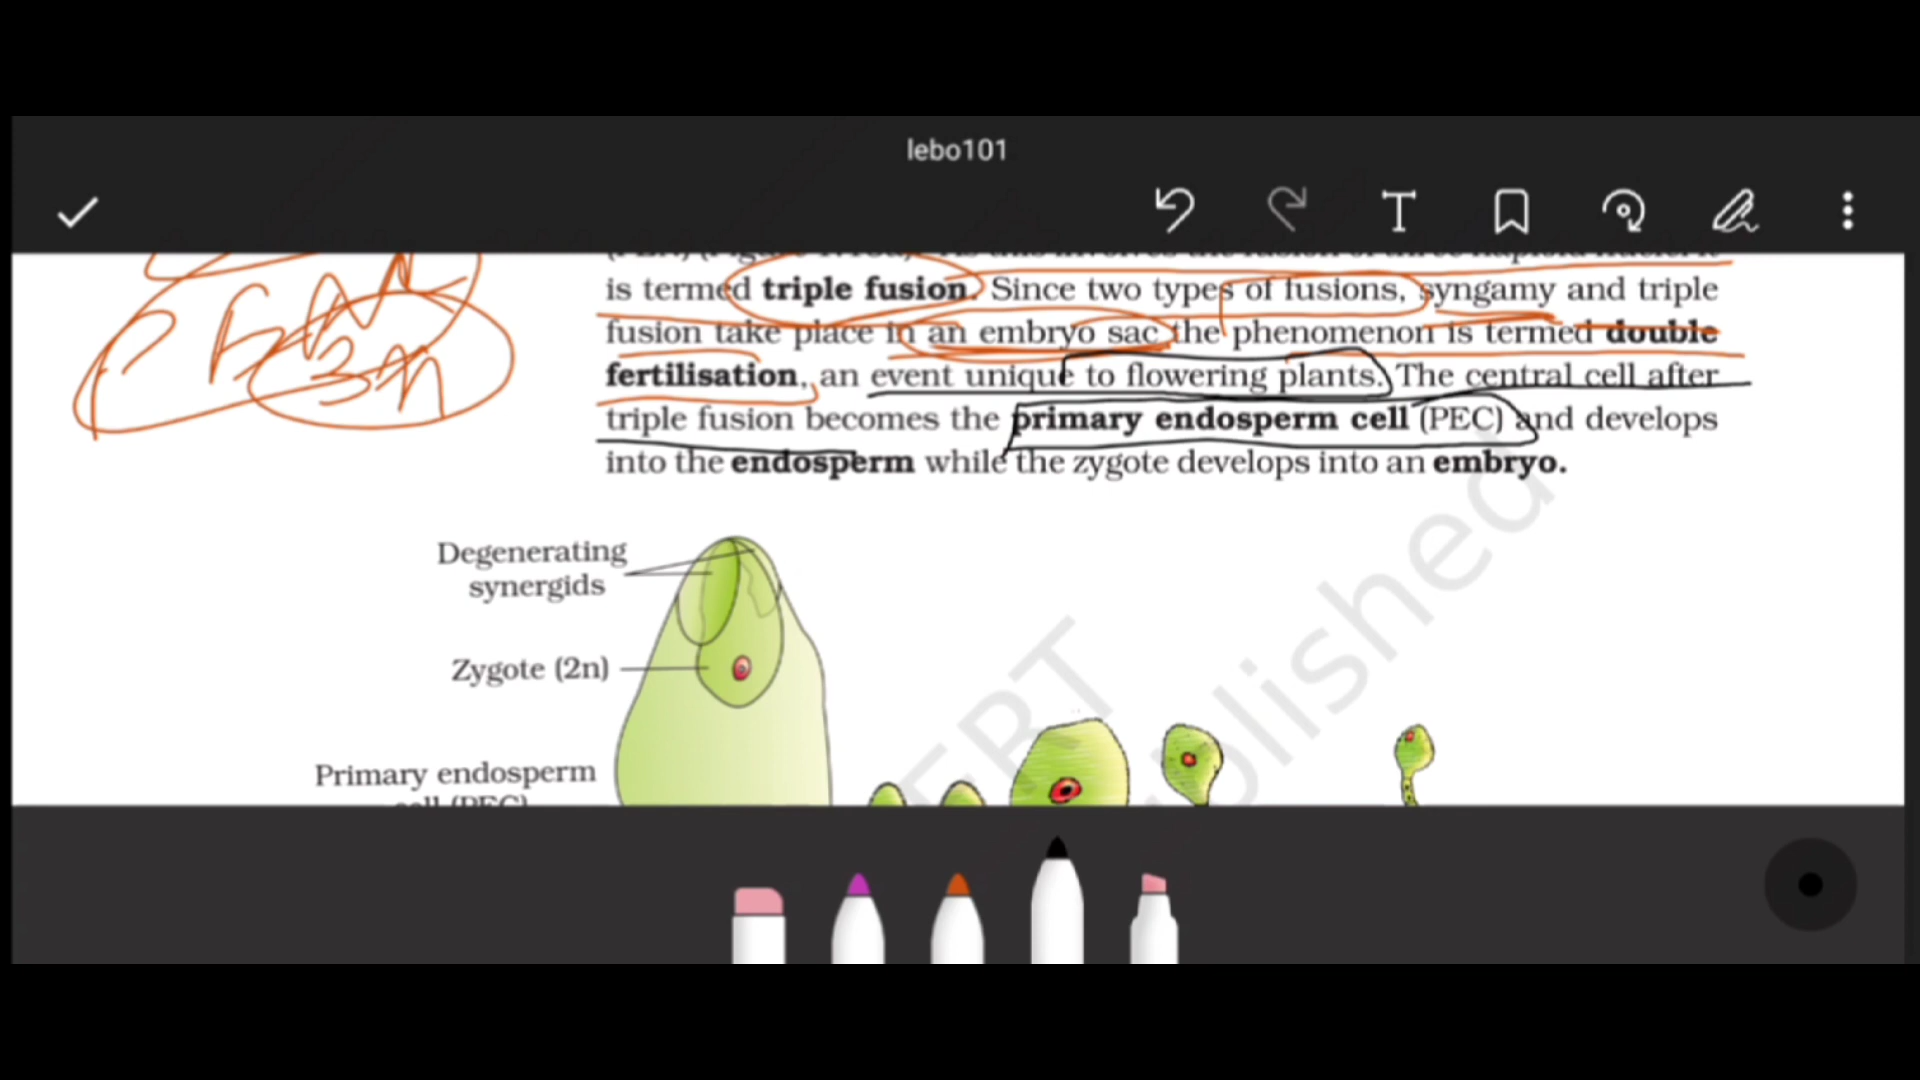 lebo101
is termed triple fusion. Since two types of fusions, syngamy and triple
fusion take place in an embryo sac the phenomenon is termed double
fertilisation, an event unique to flowering plants. The central cell after
triple fusion becomes the primary endosperm cell (PEC) and develops
into the endosperm while the zygote develops into an embryo.
3n
Degenerating
synergids
Zygote (2n)
Primary endosperm
cell (PEC)